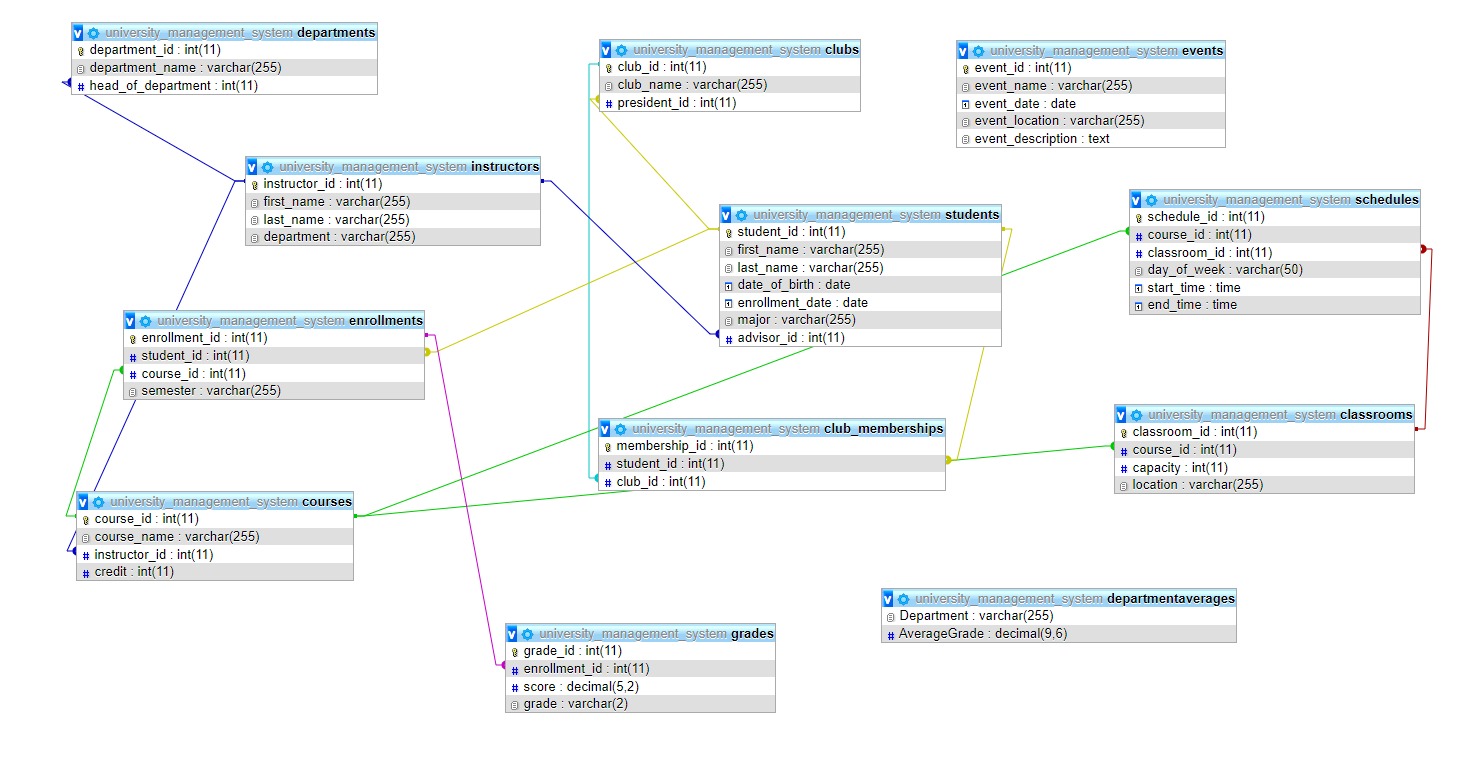 university_management_system departments
department_id : int(11)
department_name : varchar(255)
head_of_department : int(11)
university_management_system clubs
club_id : int(11)
club_name : varchar(255)
president_id : int(11)
university_management_system events
event_id : int(11)
event_name : varchar(255)
event_date : date
event_location : varchar(255)
event_description : text
university_management_system instructors
instructor_id : int(11)
first_name : varchar(255)
last_name : varchar(255)
department : varchar(255)
university_management_system students
student_id : int(11)
first_name : varchar(255)
last_name : varchar(255)
date_of_birth : date
enrollment_date : date
major : varchar(255)
advisor_id : int(11)
university_management_system schedules
schedule_id : int(11)
course_id : int(11)
classroom_id : int(11)
day_of_week : varchar(50)
start_time : time
end_time : time
university_management_system enrollments
enrollment_id : int(11)
student_id : int(11)
course_id : int(11)
semester : varchar(255)
university_management_system club_memberships
membership_id : int(11)
student_id : int(11)
club_id : int(11)
university_management_system classrooms
classroom_id : int(11)
course_id : int(11)
capacity : int(11)
location : varchar(255)
university_management_system courses
course_id : int(11)
course_name : varchar(255)
instructor_id : int(11)
credit : int(11)
university_management_system departmentaverages
Department : varchar(255)
AverageGrade : decimal(9,6)
university_management_system grades
grade_id : int(11)
enrollment_id : int(11)
score : decimal(5,2)
grade : varchar(2)